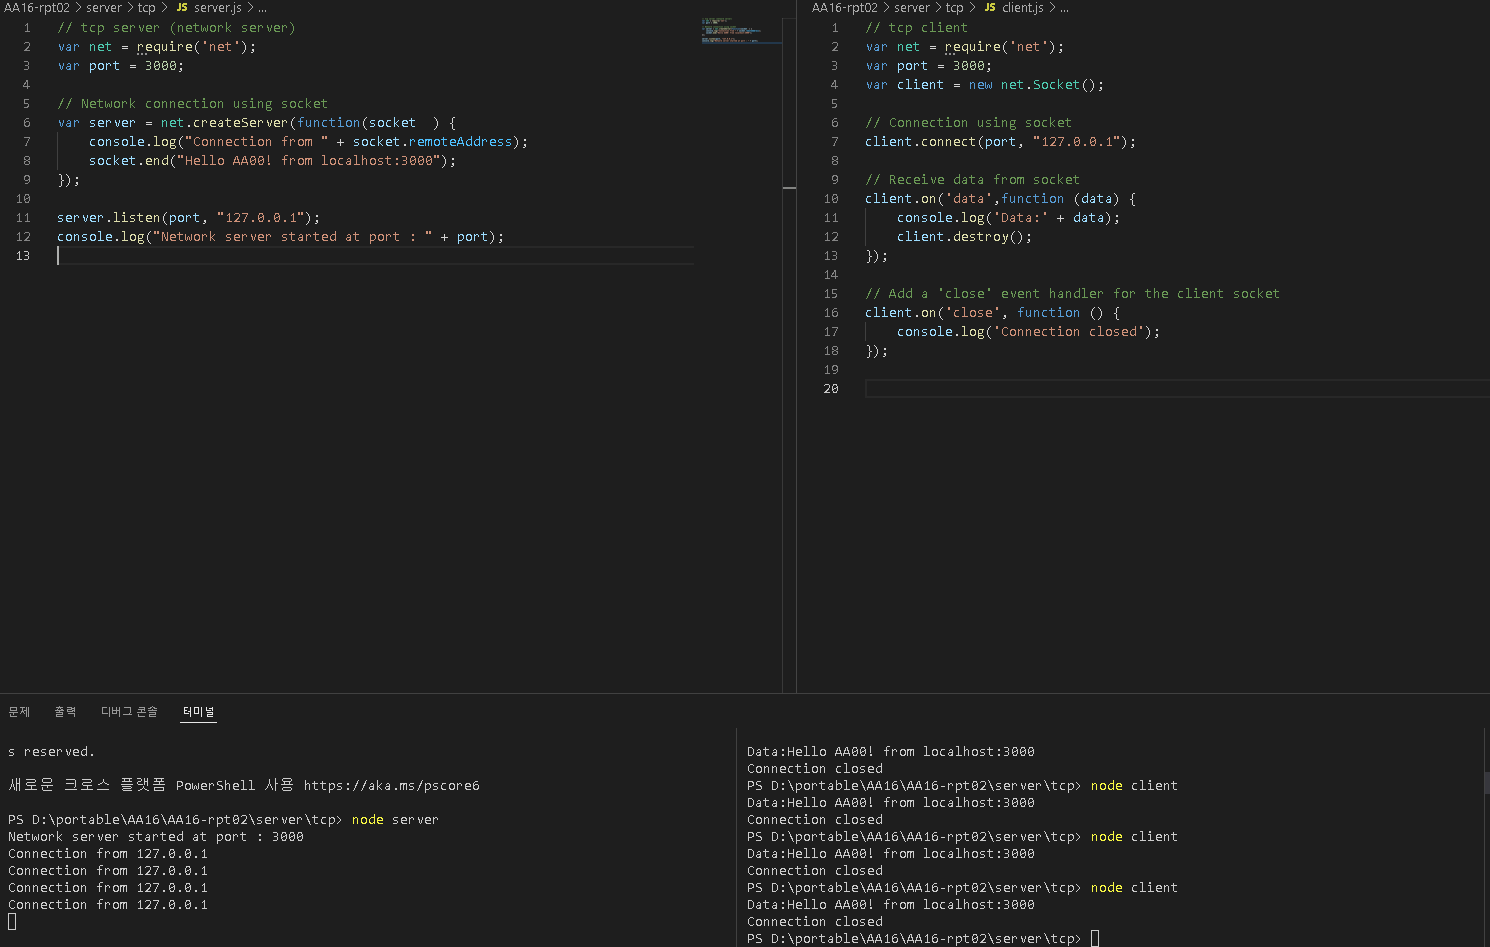 AA16-rpt02 > server > tcp > JS server.js > ...
1 // tcp server (network server)
2 var net = require('net');
3 var port = 3000;
4
5 // Network connection using socket
6 var server = net.createServer(function(socket  ) {
7     console.log("Connection from " + socket.remoteAddress);
8     socket.end("Hello AA00! from localhost:3000");
9 });
10
11 server.listen(port, "127.0.0.1");
12 console.log("Network server started at port : " + port);
13
AA16-rpt02 > server > tcp > JS client.js > ...
1 // tcp client
2 var net = require('net');
3 var port = 3000;
4 var client = new net.Socket();
5
6 // Connection using socket
7 client.connect(port, "127.0.0.1");
8
9 // Receive data from socket
10 client.on('data',function (data) {
11     console.log('Data:' + data);
12     client.destroy();
13 });
14
15 // Add a 'close' event handler for the client socket
16 client.on('close', function () {
17     console.log('Connection closed');
18 });
19
20
문제 출력 디버그 콘솔 터미널
s reserved.
새로운 크로스 플랫폼 PowerShell 사용 https://aka.ms/pscore6
PS D:\portable\AA16\AA16-rpt02\server\tcp> node server
Network server started at port : 3000
Connection from 127.0.0.1
Connection from 127.0.0.1
Connection from 127.0.0.1
Connection from 127.0.0.1
Data:Hello AA00! from localhost:3000
Connection closed
PS D:\portable\AA16\AA16-rpt02\server\tcp> node client
Data:Hello AA00! from localhost:3000
Connection closed
PS D:\portable\AA16\AA16-rpt02\server\tcp> node client
Data:Hello AA00! from localhost:3000
Connection closed
PS D:\portable\AA16\AA16-rpt02\server\tcp> node client
Data:Hello AA00! from localhost:3000
Connection closed
PS D:\portable\AA16\AA16-rpt02\server\tcp>